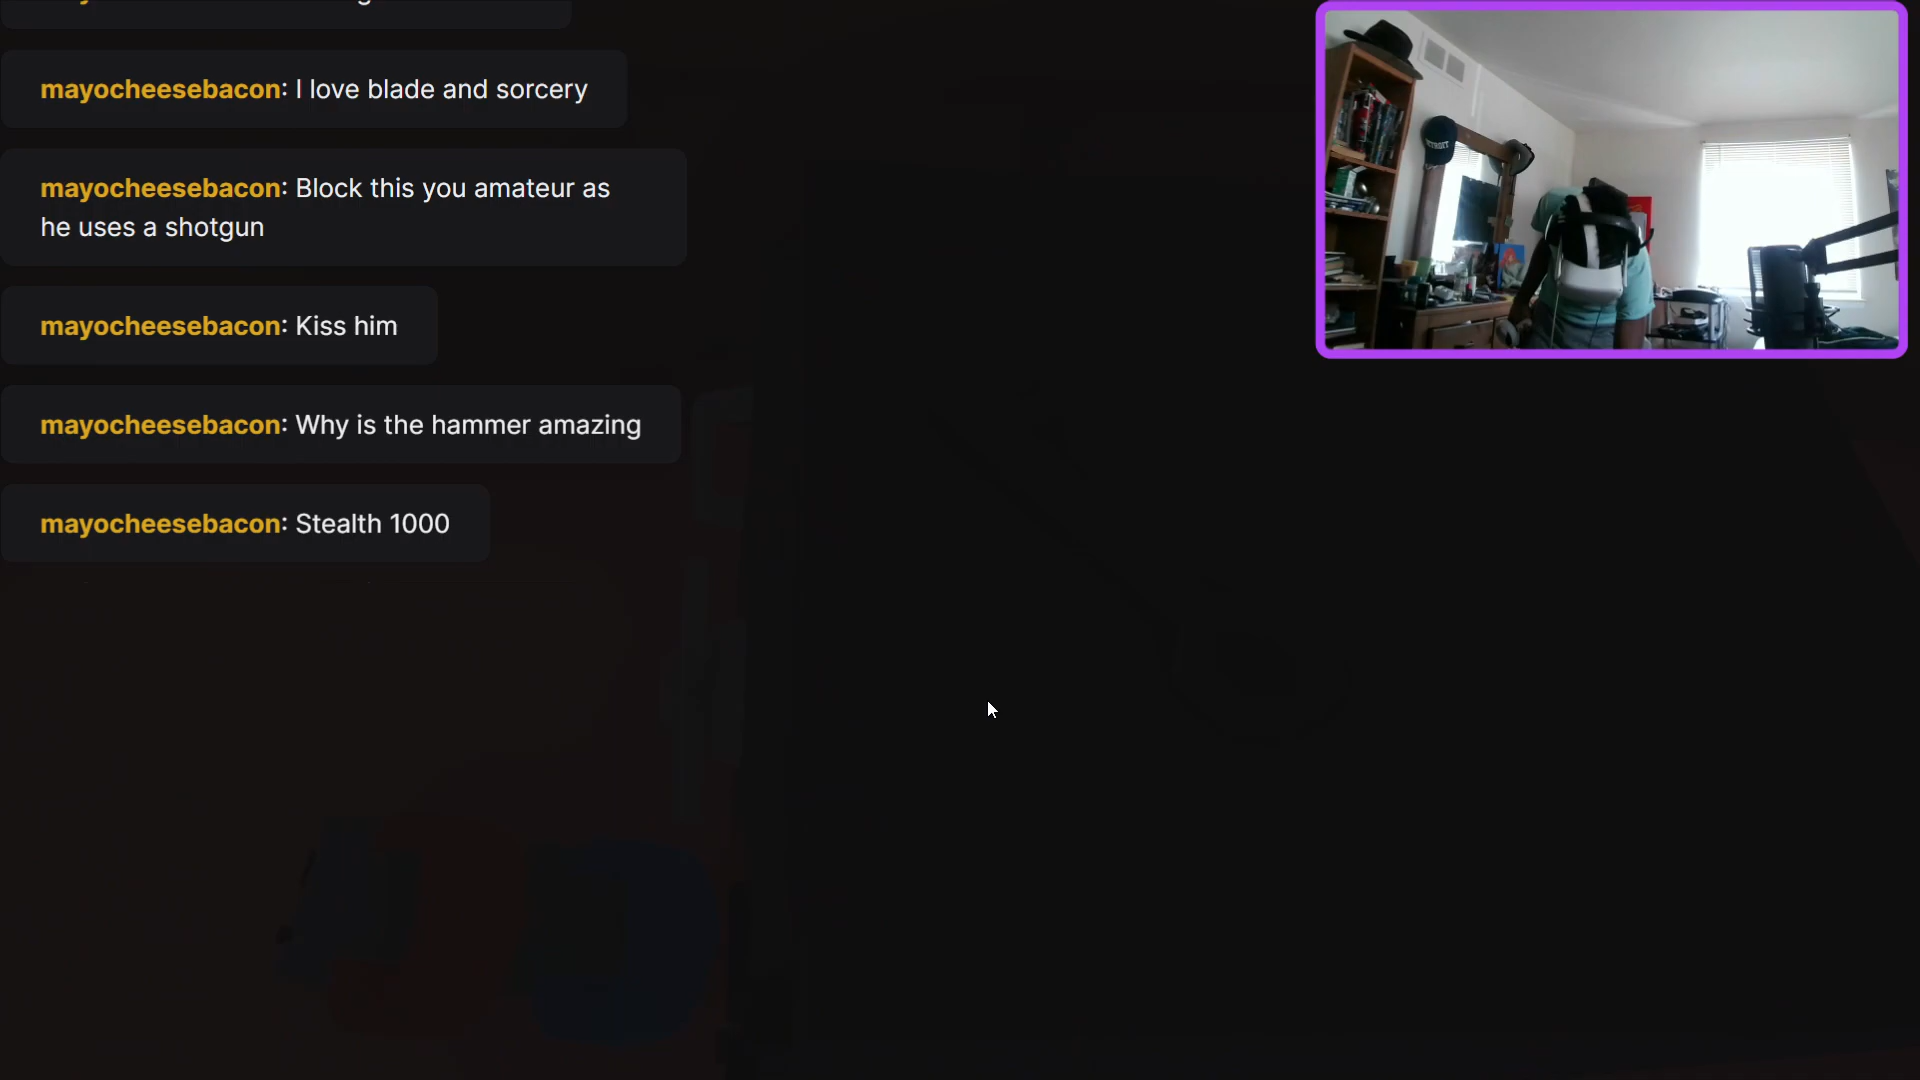 mayocheesebacon: I love blade and sorcery
mayocheesebacon: Block this you amateur as
he uses a shotgun
mayocheesebacon: Kiss him
mayocheesebacon: Why is the hammer amazing
mayocheesebacon: Stealth 1000
DETROIT